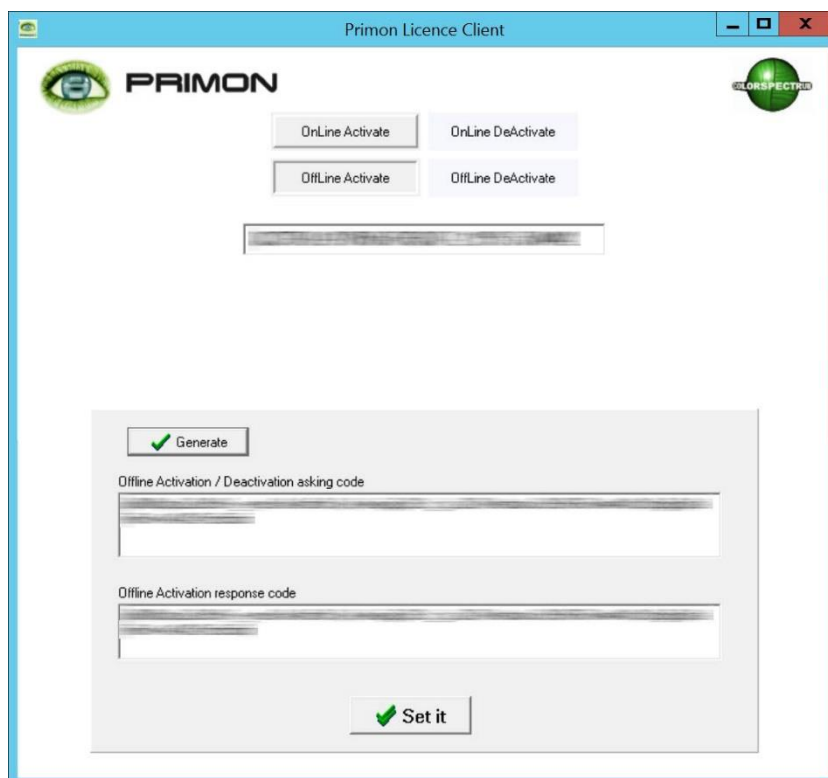 Primon Licence Client
PRIMON
COLORSPECTRUM
OnLine Activate
OnLine DeActivate
OffLine Activate
OffLine DeActivate
Generate
Offline Activation / Deactivation asking code
Offline Activation response code
Set it